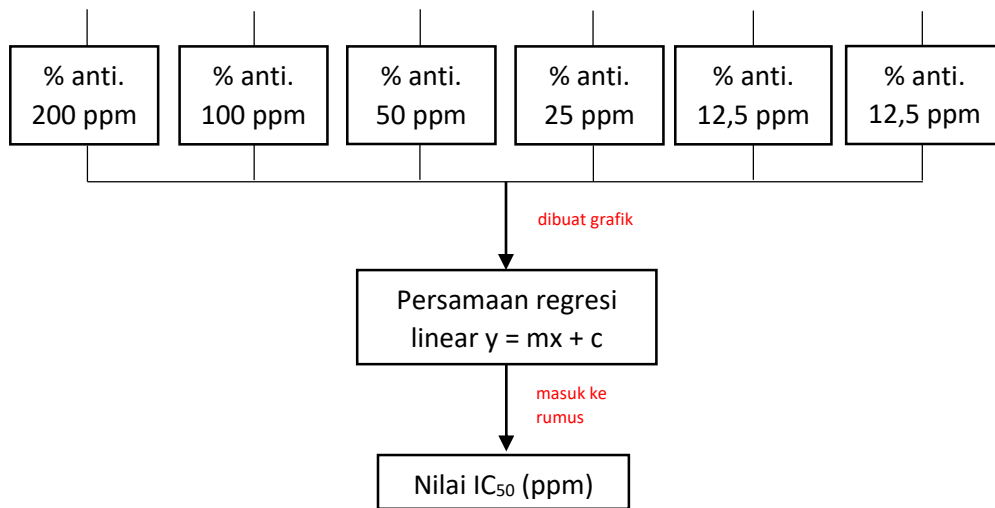 % anti.
200 ppm
% anti.
100 ppm
% anti.
50 ppm
% anti.
25 ppm
% anti.
12,5 ppm
% anti.
12,5 ppm
dibuat grafik
Persamaan regresi
linear y = mx + c
masuk ke
rumus
Nilai IC₅₀ (ppm)